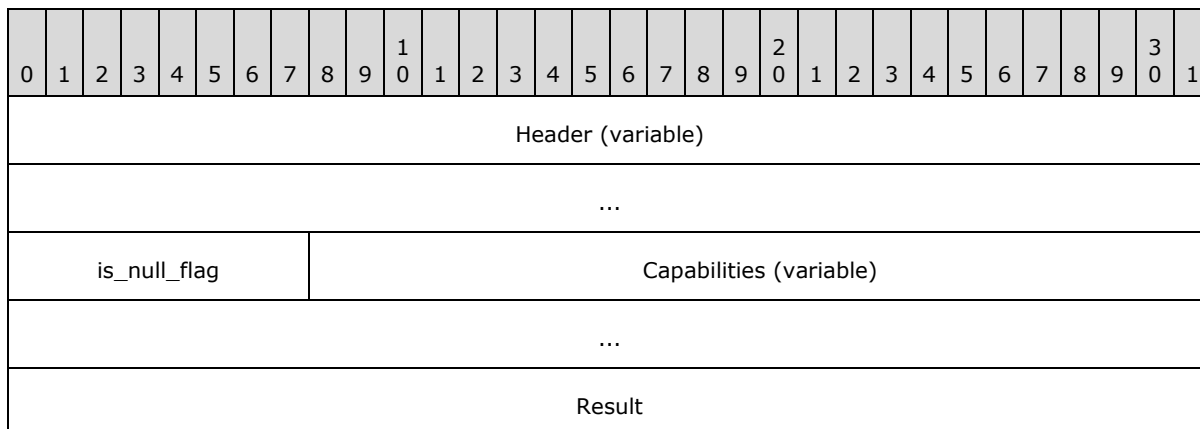 0 1 2 3 4 5 6 7 8 9 1 0 1 2 3 4 5 6 7 8 9 2 0 1 2 3 4 5 6 7 8 9 3 0 1
Header (variable)
...
is_null_flag Capabilities (variable)
...
Result